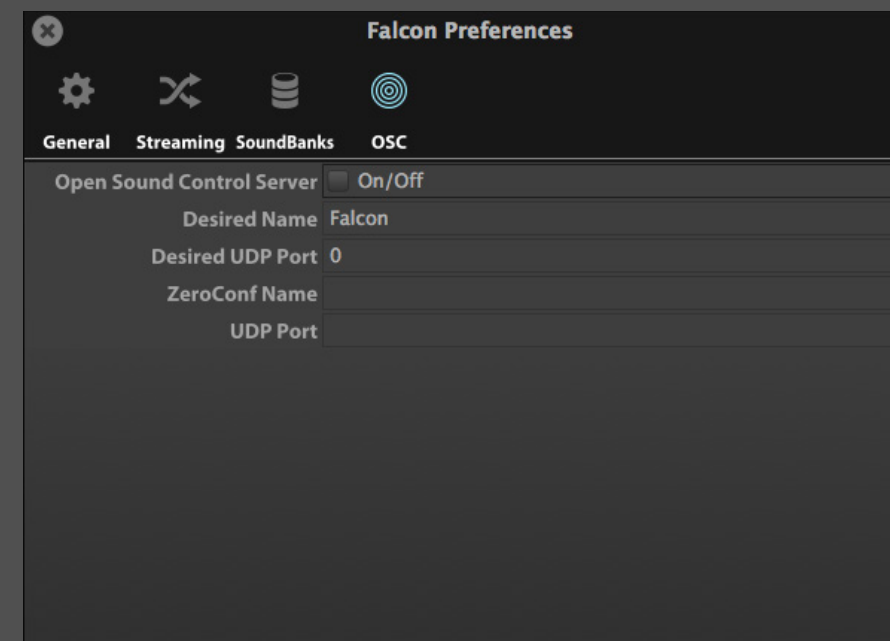 Falcon Preferences
General Streaming SoundBanks OSC
Open Sound Control Server On/Off
Desired Name Falcon
Desired UDP Port 0
ZeroConf Name
UDP Port